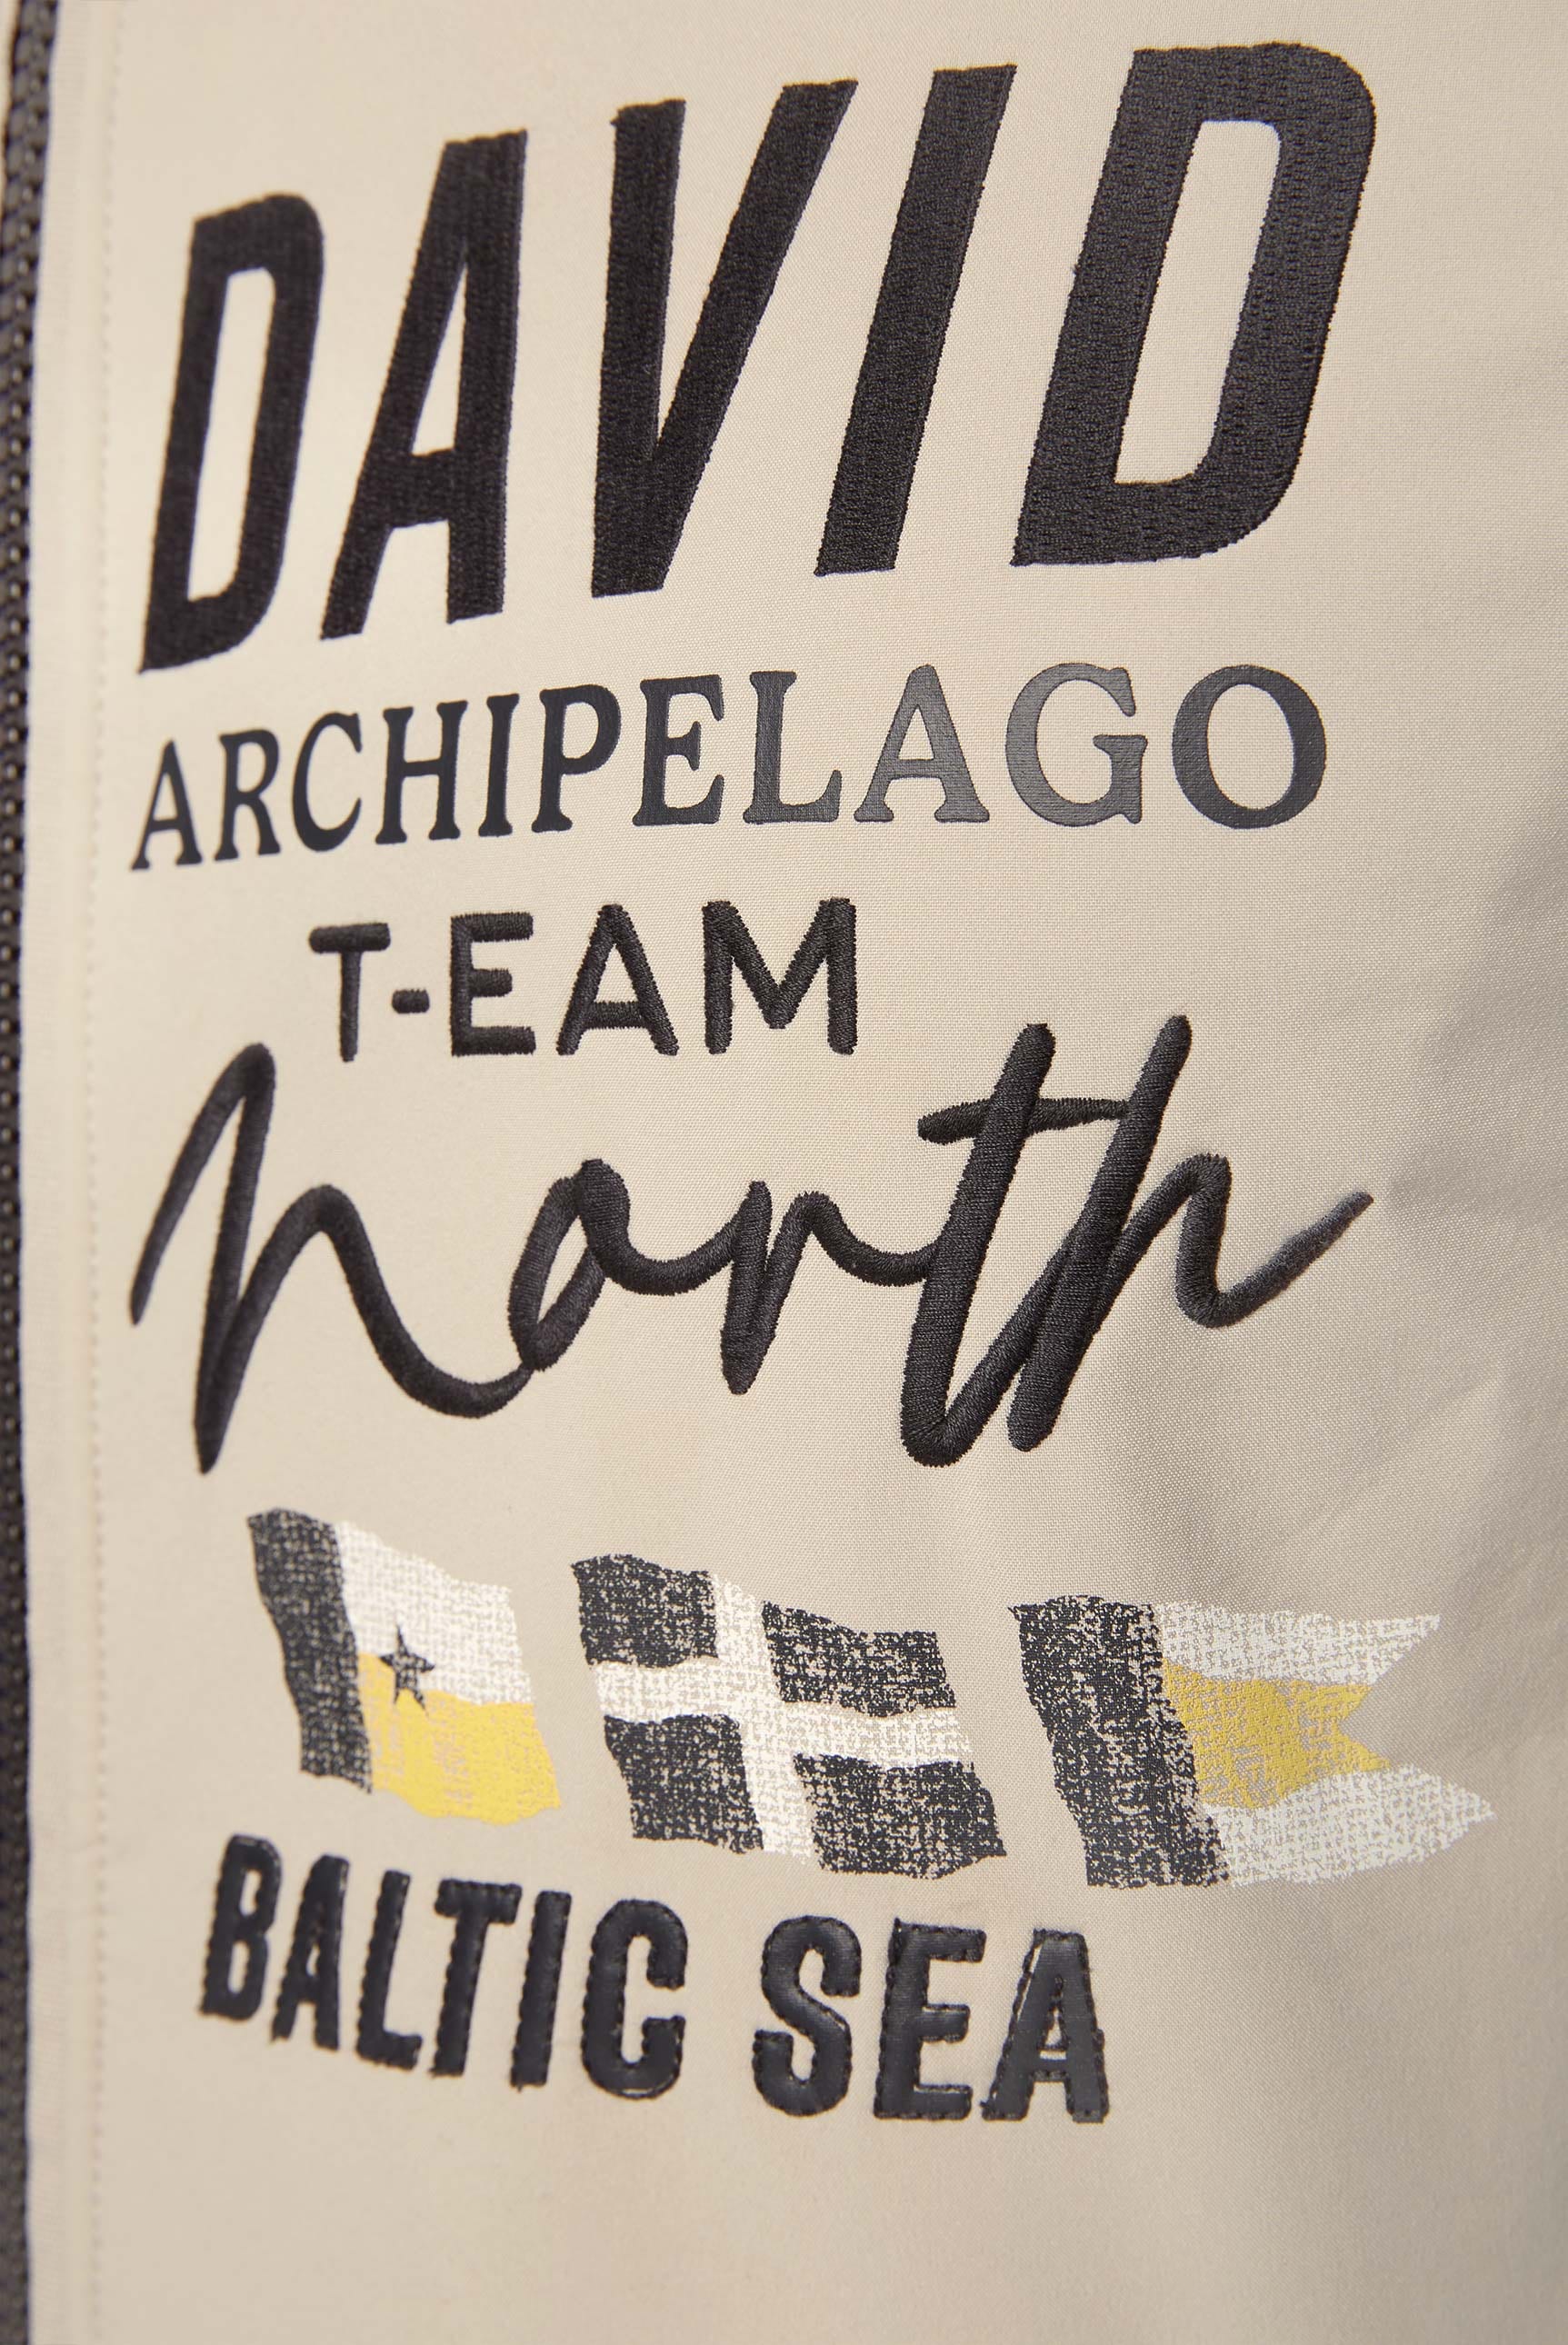 DAVID
ARCHIPELAGO
T-EAM
North
BALTIC SEA